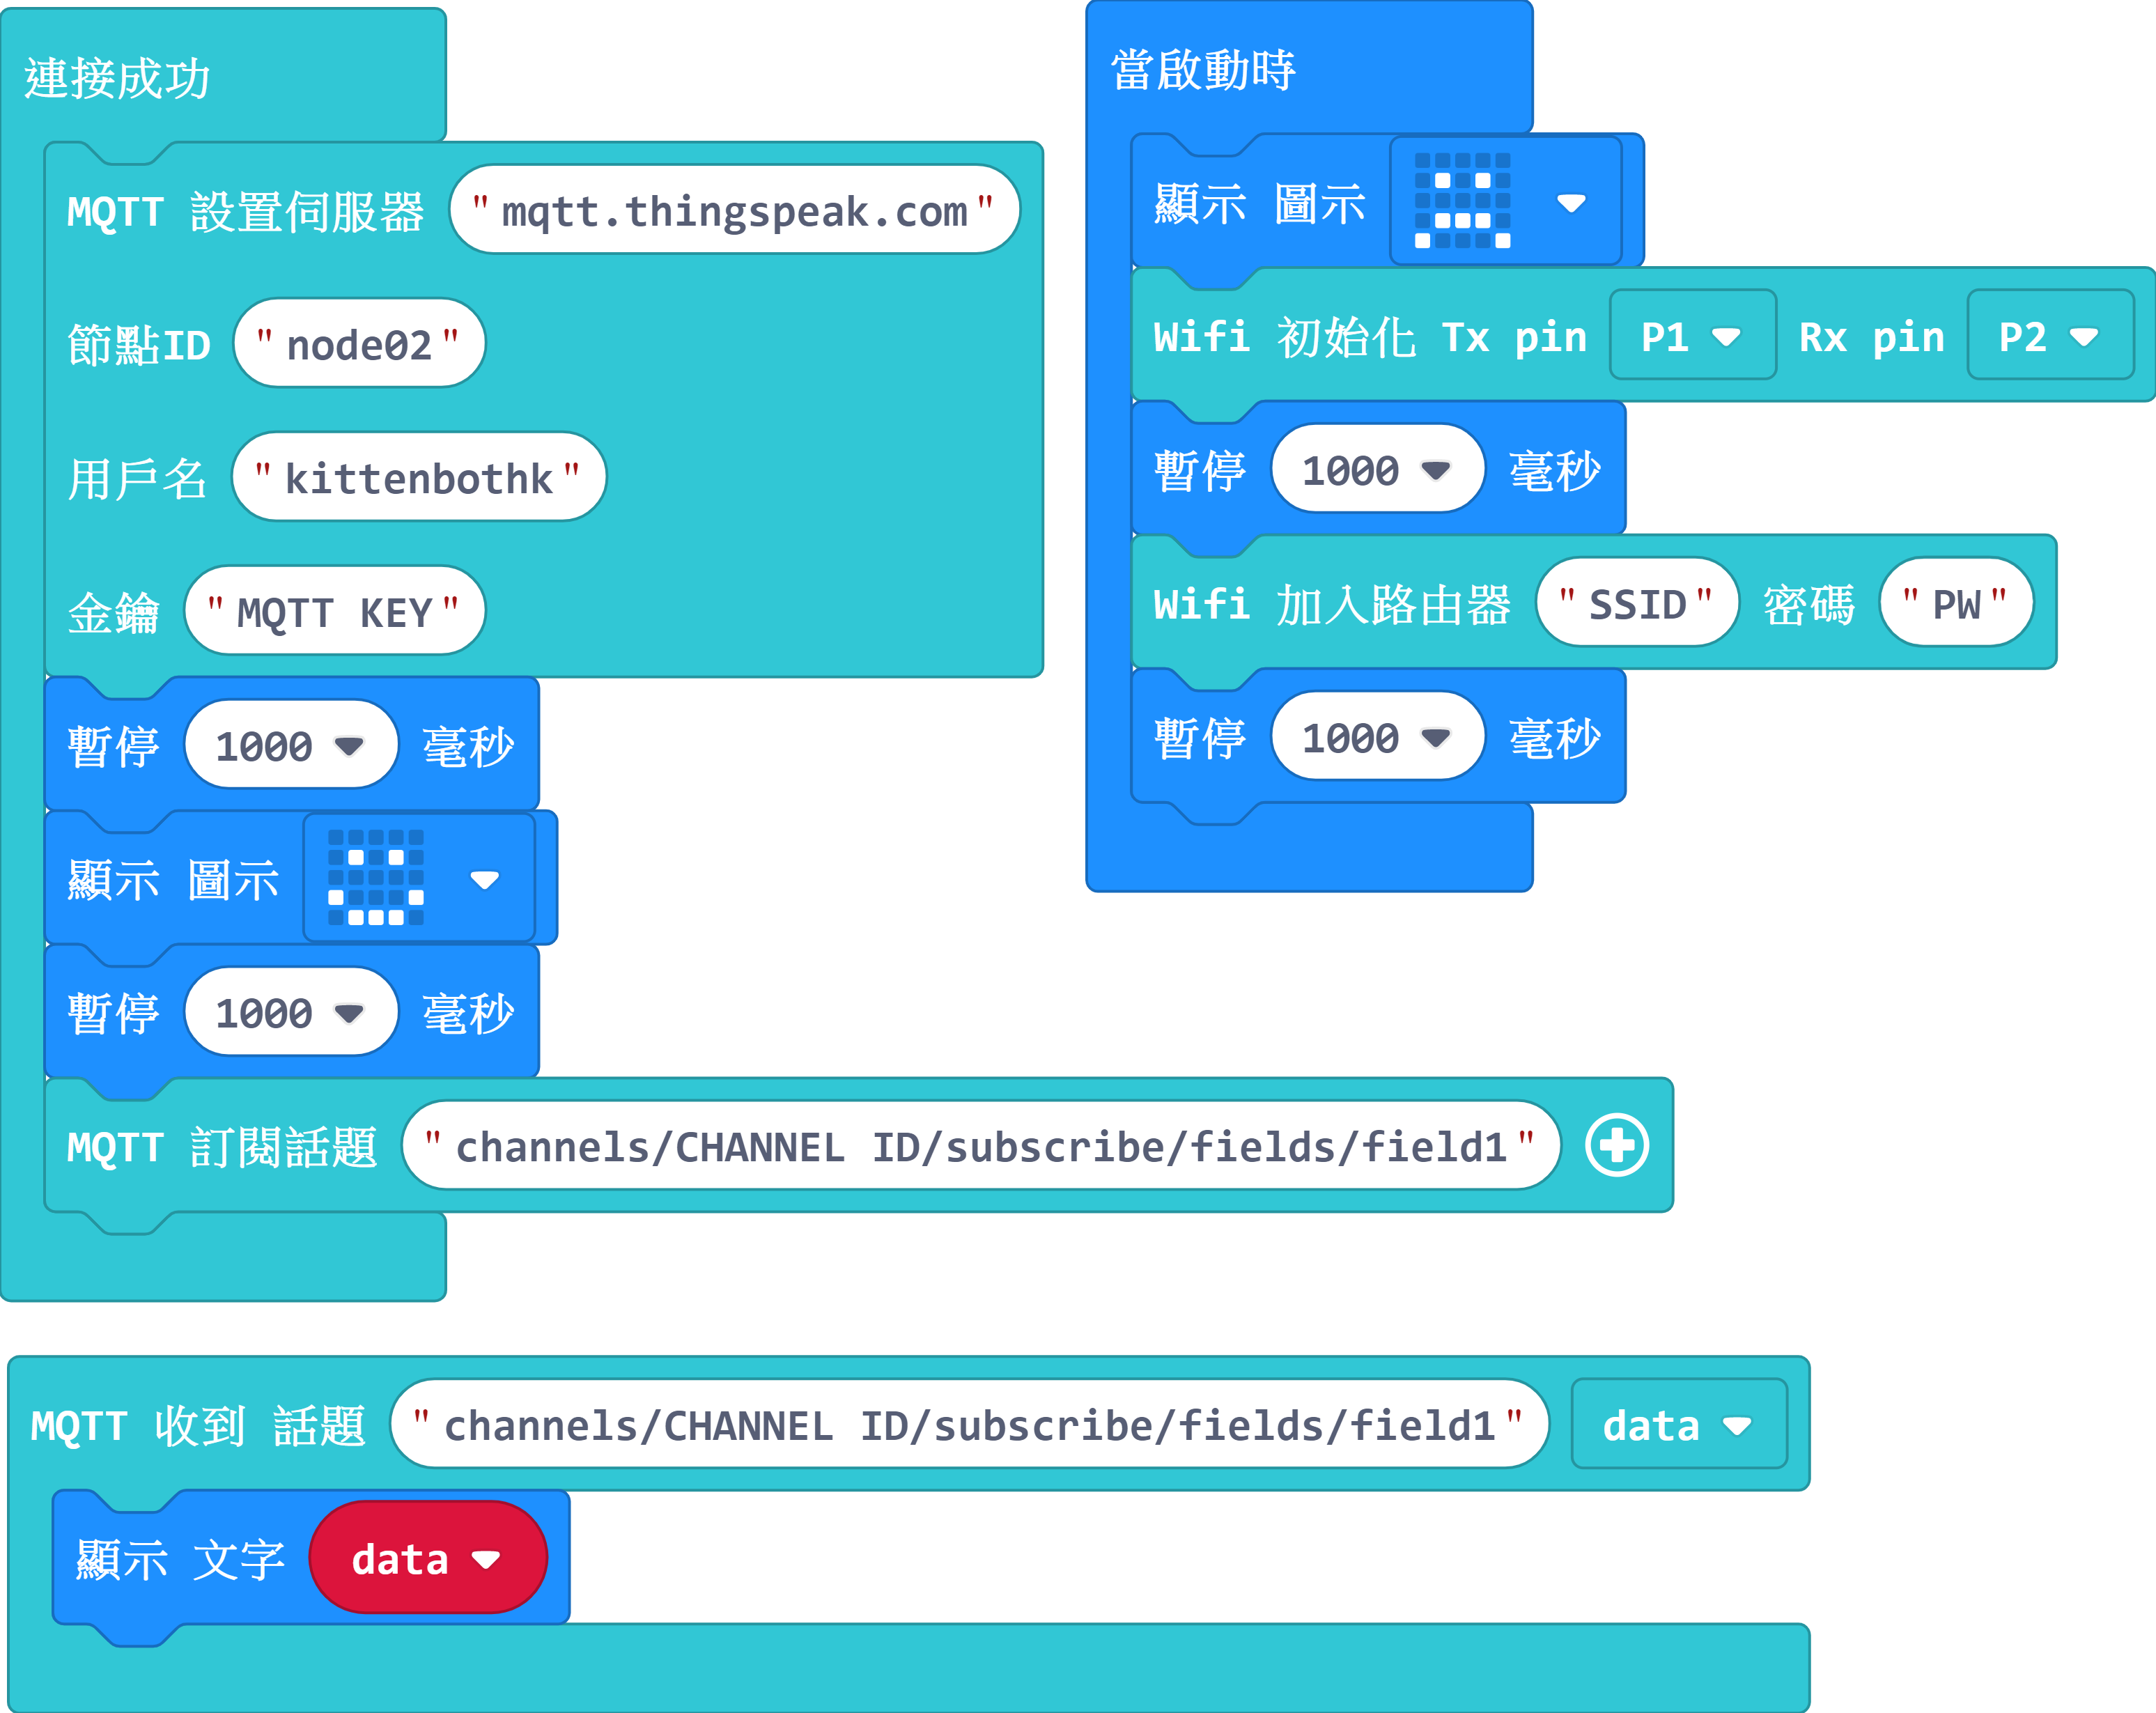 連接成功
MQTT 設置伺服器 "mqtt.thingspeak.com"
節點ID "node02"
用戶名 "kittenbothk"
金鑰 "MQTT KEY"
暫停 1000 毫秒
顯示 圖示
暫停 1000 毫秒
MQTT 訂閱話題 "channels/CHANNEL ID/subscribe/fields/field1"
當啟動時
顯示 圖示
Wifi 初始化 Tx pin P1 Rx pin P2
暫停 1000 毫秒
Wifi 加入路由器 "SSID" 密碼 "PW"
暫停 1000 毫秒
MQTT 收到 話題 "channels/CHANNEL ID/subscribe/fields/field1" data
顯示 文字 data